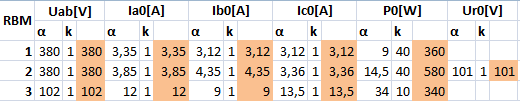 RBM Uab[V] Ia0[A] Ib0[A] Ic0[A] P0[W] Ur0[V]
α k α k α k α k α k α k
1 380 1 380 3,35 1 3,35 3,12 1 3,12 3,12 1 3,12 9 40 360
2 380 1 380 3,85 1 3,85 4,35 1 4,35 3,36 1 3,36 14,5 40 580 101 1 101
3 102 1 102 12 1 12 9 1 9 13,5 1 13,5 34 10 340